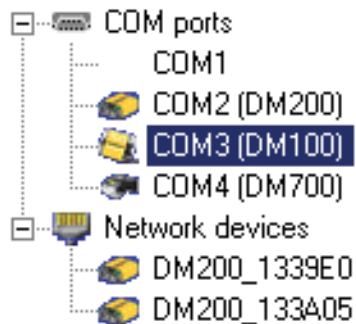 COM ports
COM1
COM2 (DM200)
COM3 (DM100)
COM4 (DM700)
Network devices
DM200_1339E0
DM200_133A05